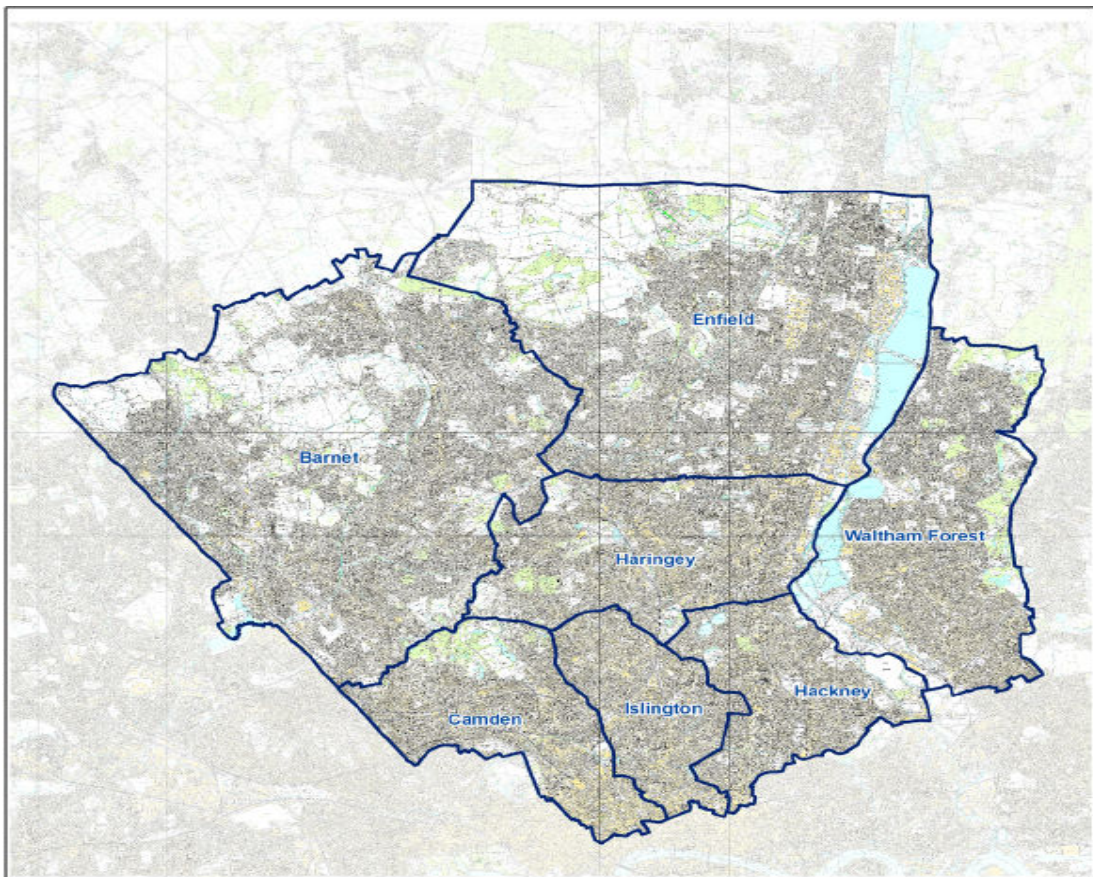 Enfield
Barnet
Waltham Forest
Haringey
Hackney
Islington
Camden